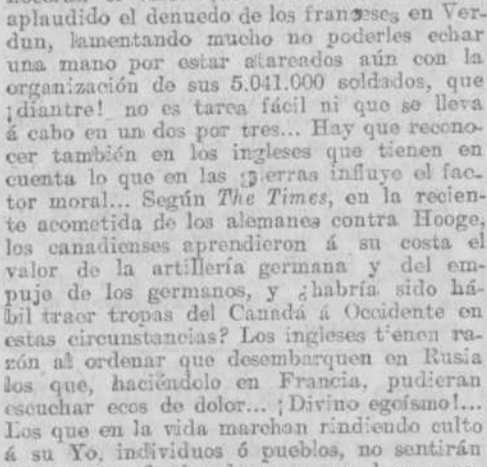 aplaudido el denuedo de los franceses en Ver-
dun, lamentando mucho no poderles echar
una mano por estar atareados aún con la
organización de sus 5.041.000 soldados, que
¡diantre! no es tarea fácil ni que se lleva
á cabo en un dos por tres... Hay que recono-
cer también en los ingleses que tienen en
cuenta lo que en las guerras influye el fac-
tor moral... Según The Times, en la recien-
te acometida de los alemanes contra Hooge,
los canadienses aprendieron á su costa el
valor de la artillería germana y del em-
puje de los germanos, y ¿habría sido há-
bil traer tropas del Canadá á Occidente en
estas circunstancias? Los ingleses tienen ra-
zón al ordenar que desembarquen en Rusia
los que, haciéndolo en Francia, pudieran
escuchar ecos de dolor... ¡Divino egoísmo!...
Los que en la vida marchan rindiendo culto
á su Yo, individuos ó pueblos, no sentirán